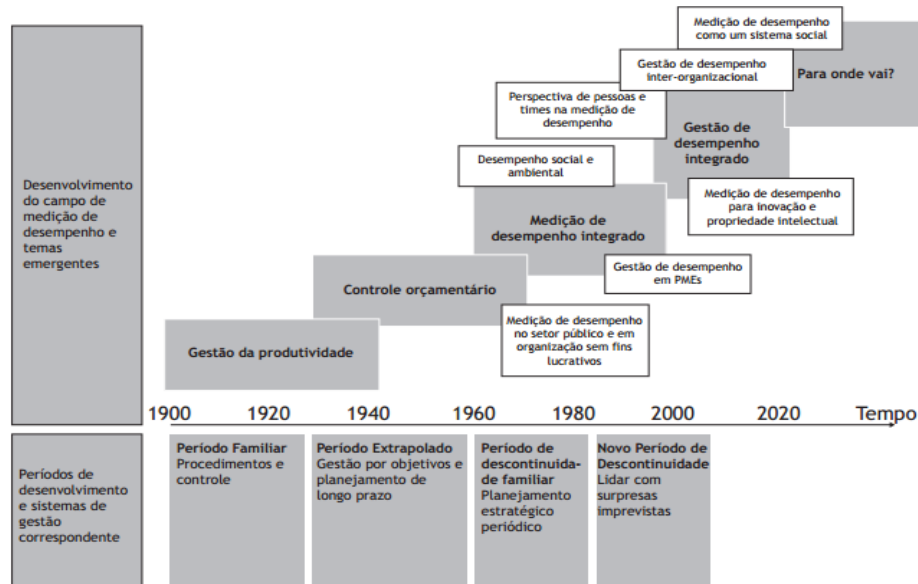 Desenvolvimento
do campo de
medição de
desempenho e
temas
emergentes
Medição de desempenho
como um sistema social
Gestão de desempenho
inter-organizacional
Para onde vai?
Perspectiva de pessoas e
times na medição de
desempenho
Gestão de
desempenho
integrado
Desempenho social e
ambiental
Medição de desempenho
para inovação e
propriedade intelectual
Medição de
desempenho integrado
Gestão de desempenho
em PMEs
Controle orçamentário
Medição de desempenho
no setor público e em
organização sem fins
lucrativos
Gestão da produtividade
1900 1920 1940 1960 1980 2000 2020 Tempo
Períodos de
desenvolvimento
e sistemas de
gestão
correspondente
Período Familiar
Procedimentos e
controle
Período Extrapolado
Gestão por objetivos e
planejamento de
longo prazo
Período de
descontinuida-
de familiar
Planejamento
estratégico
periódico
Novo Período de
Descontinuidade
Lidar com
surpresas
imprevistas